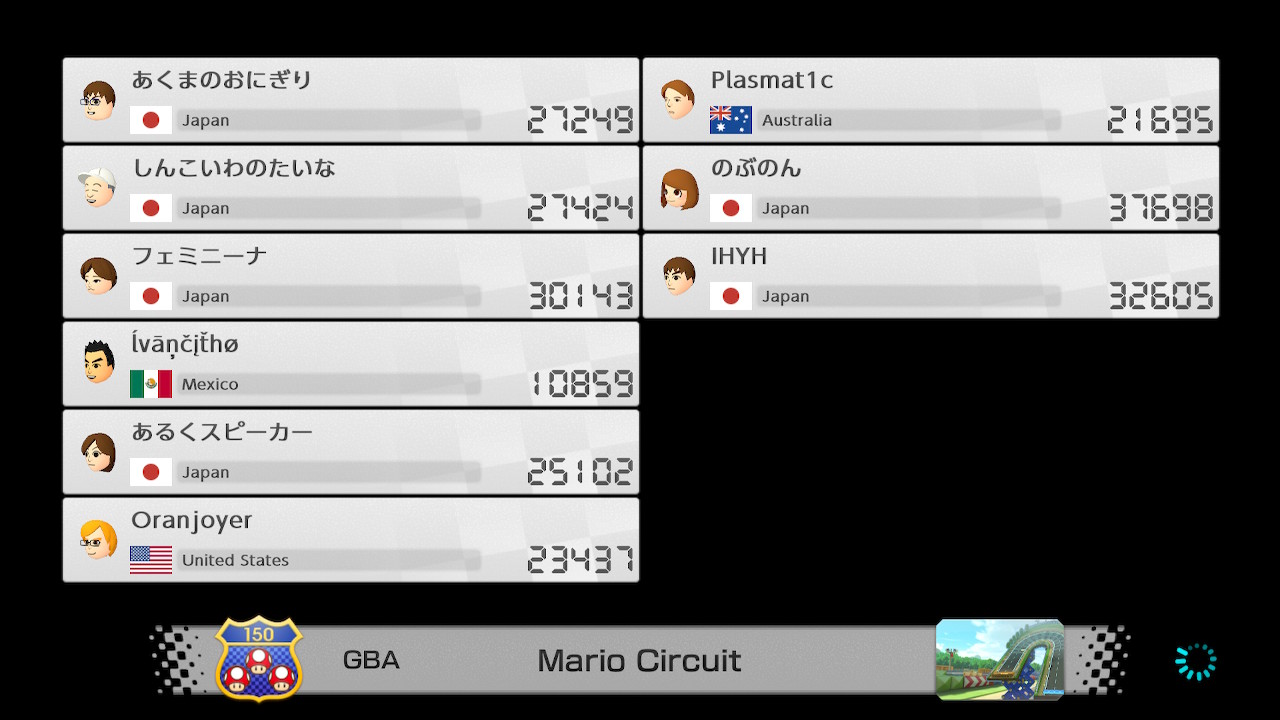 あくまのおにぎり
Japan
27249
しんこいわのたいな
Japan
27424
フェミニーナ
Japan
30143
Ívāņčįťhø
Mexico
10859
あるくスピーカー
Japan
25102
Oranjoyer
United States
23437
Plasmat1c
Australia
21695
のぶのん
Japan
37698
IHYH
Japan
32605
150
GBA
Mario Circuit